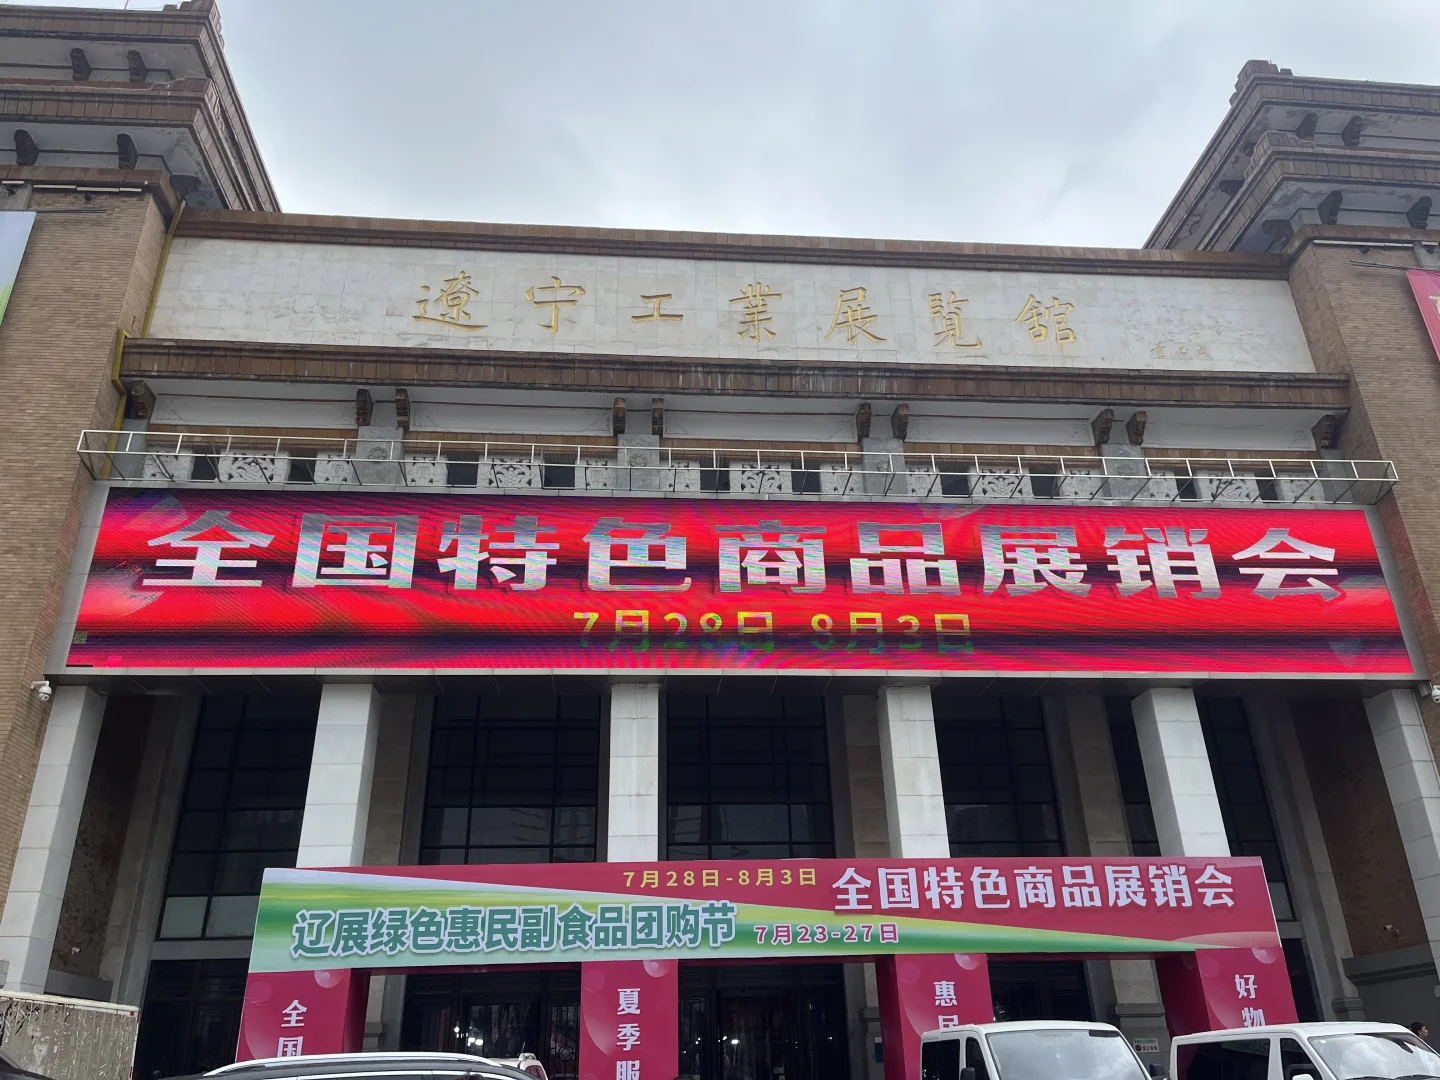 遼宁工業展覽舘
全国特色商品展销会
7月28日 8月3日
7月28日-8月3日
全国特色商品展销会
辽展绿色惠民副食品团购节
7月23-27日
全国
夏季服
惠民
好物